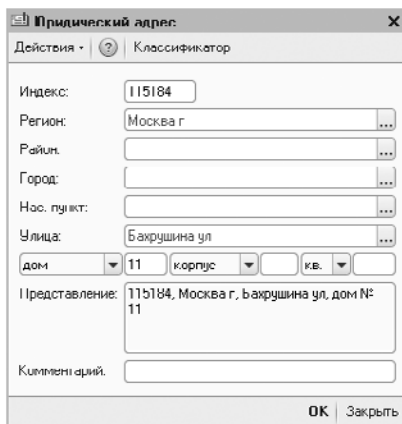 Юридический адрес
Действия ? Классификатор
Индекс: 115184
Регион: Москва г ...
Район: ...
Город: ...
Нас. пункт: ...
Улица: Бахрушина ул ...
дом 11 корпус кв.
Представление: 115184, Москва г, Бахрушина ул, дом №
11
Комментарий:
OK Закрыть